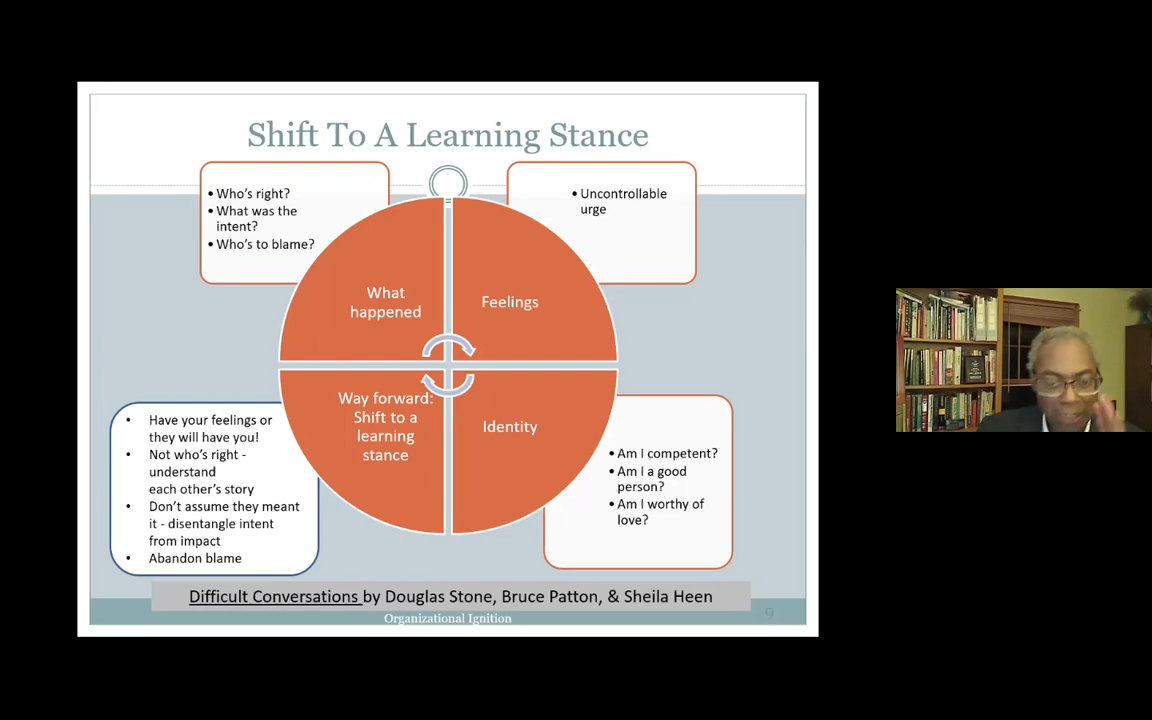 Shift To A Learning Stance
• Who's right?
• What was the
intent?
• Who's to blame?
• Uncontrollable
urge
What
happened
Feelings
Way forward:
Shift to a
learning
stance
Identity
• Have your feelings or
they will have you!
• Not who's right -
understand
each other's story
• Don't assume they meant
it - disentangle intent
from impact
• Abandon blame
• Am I competent?
• Am I a good
person?
• Am I worthy of
love?
Difficult Conversations by Douglas Stone, Bruce Patton, & Sheila Heen
Organizational Ignition
9